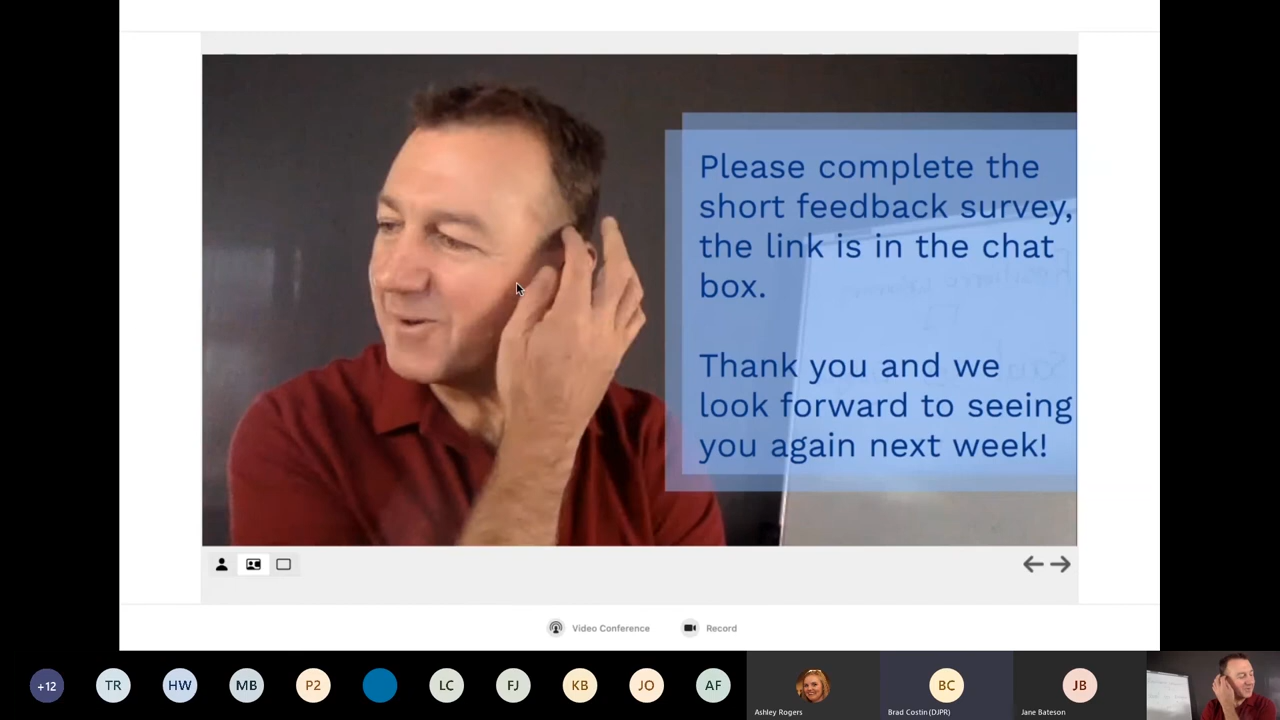 Please complete the
short feedback survey,
the link is in the chat
box.
Thank you and we
look forward to seeing
you again next week!
Video Conference
Record
+12
TR
HW
MB
P2
LC
FJ
KB
JO
AF
BC
JB
Ashley Rogers
Brad Costin (DJPR)
Jane Bateson